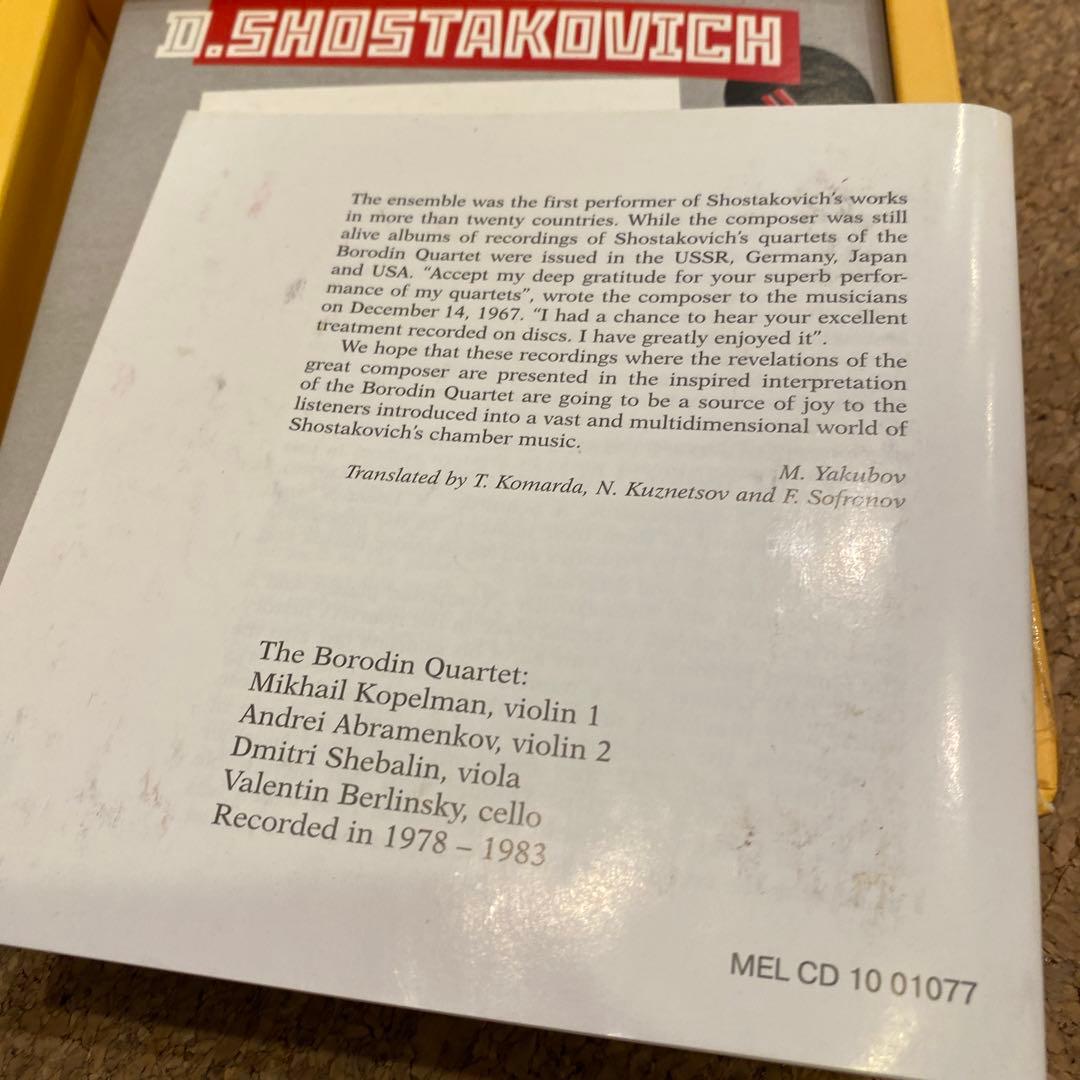 D.SHOSTAKOVICH
The ensemble was the first performer of Shostakovich's works
in more than twenty countries. While the composer was still
alive albums of recordings of Shostakovich's quartets of the
Borodin Quartet were issued in the USSR, Germany, Japan
and USA. “Accept my deep gratitude for your superb perfor-
mance of my quartets”, wrote the composer to the musicians
on December 14, 1967. “I had a chance to hear your excellent
treatment recorded on discs. I have greatly enjoyed it”.
We hope that these recordings where the revelations of the
great composer are presented in the inspired interpretation
of the Borodin Quartet are going to be a source of joy to the
listeners introduced into a vast and multidimensional world of
Shostakovich's chamber music.
M. Yakubov
Translated by T. Komarda, N. Kuznetsov and F. Sofronov
The Borodin Quartet:
Mikhail Kopelman, violin 1
Andrei Abramenkov, violin 2
Dmitri Shebalin, viola
Valentin Berlinsky, cello
Recorded in 1978 – 1983
MEL CD 10 01077